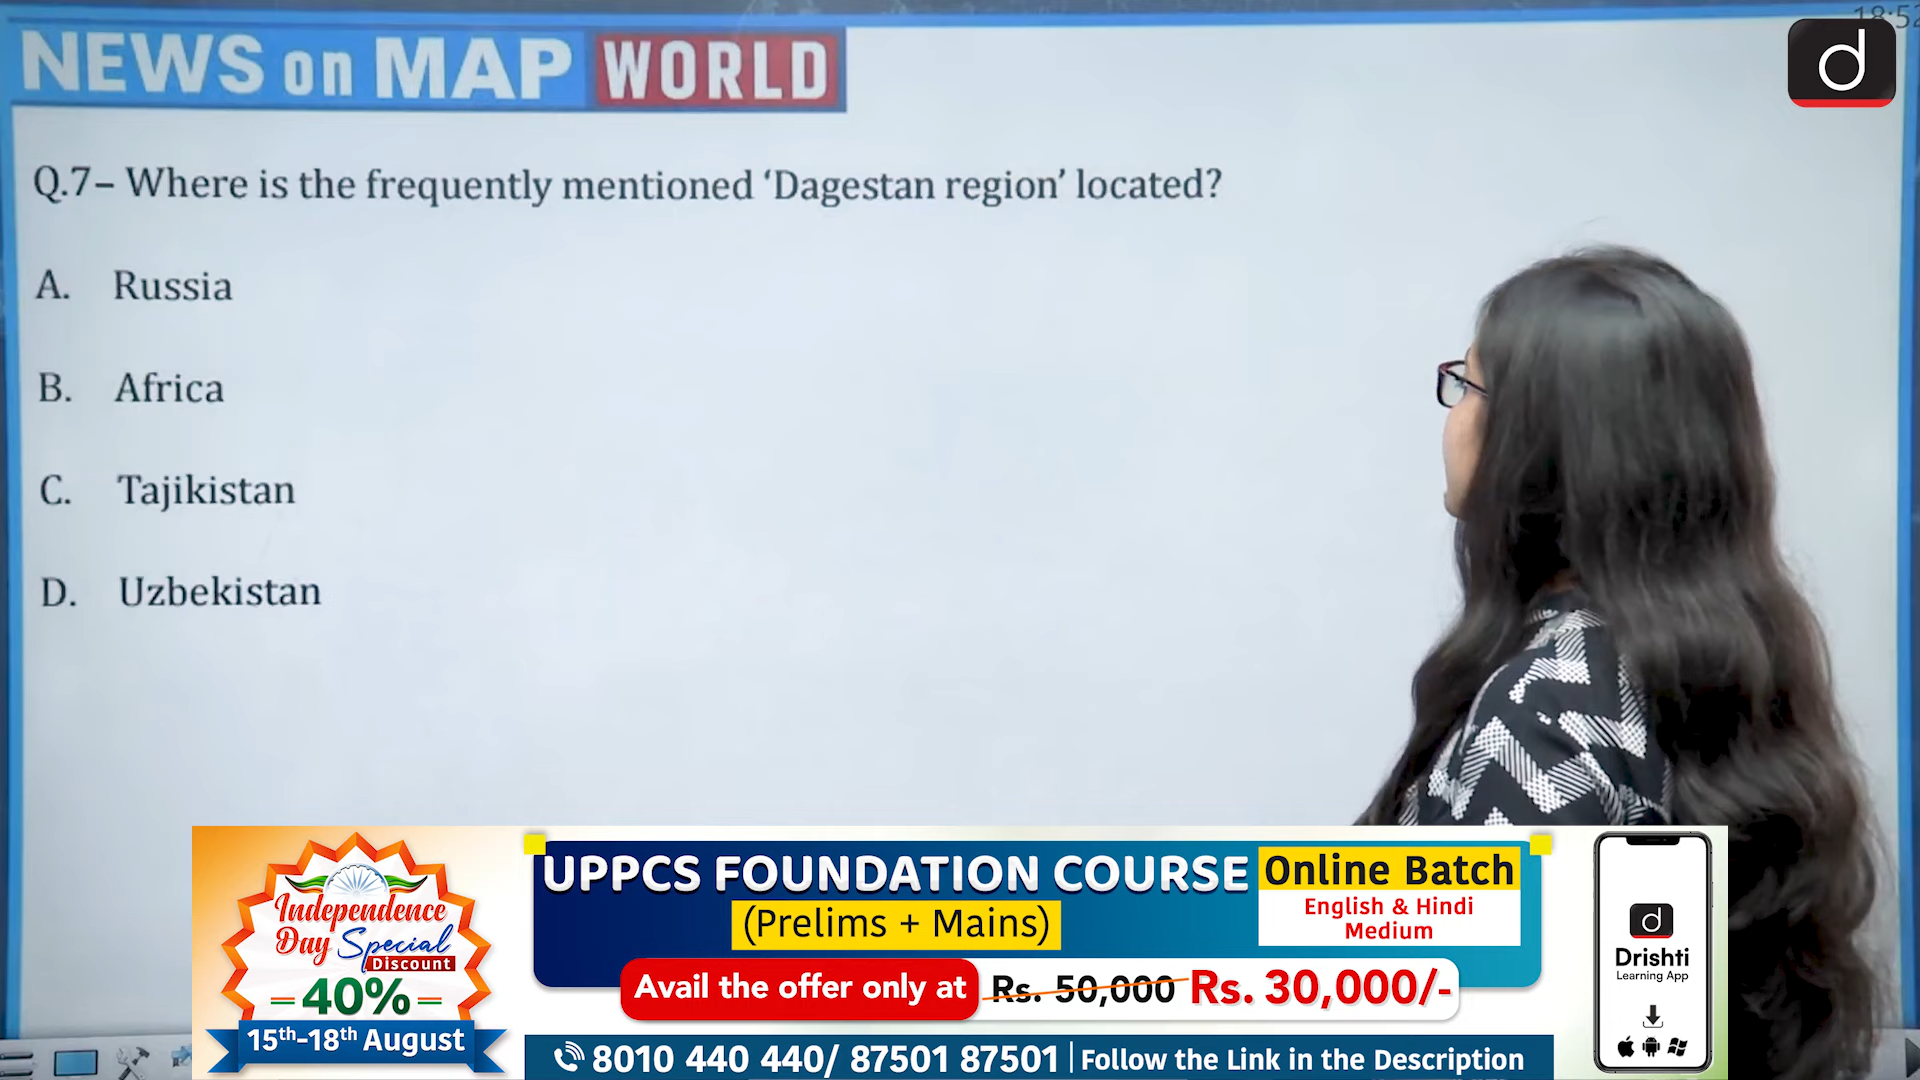 18:52
NEWS on MAP WORLD
d
Q.7– Where is the frequently mentioned ‘Dagestan region’ located?
A. Russia
B. Africa
C. Tajikistan
D. Uzbekistan
Independence
Day Special
Discount
40%
15th-18th August
UPPCS FOUNDATION COURSE
(Prelims + Mains)
Online Batch
English & Hindi
Medium
Avail the offer only at Rs. 50,000 Rs. 30,000/-
8010 440 440/ 87501 87501 | Follow the Link in the Description
d
Drishti
Learning App